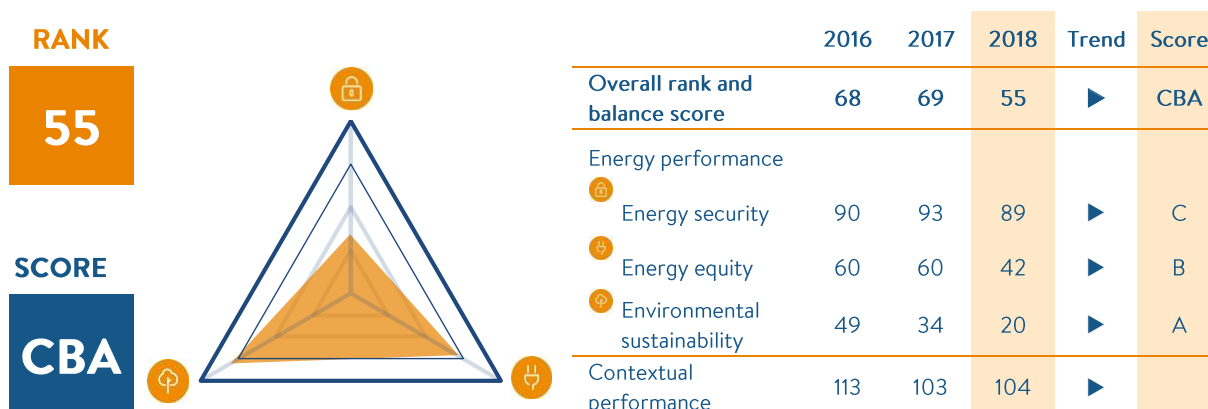 RANK
55
SCORE
CBA
2016 2017 2018 Trend Score
Overall rank and
balance score 68 69 55 CBA
Energy performance
Energy security 90 93 89 C
Energy equity 60 60 42 B
Environmental
sustainability 49 34 20 A
Contextual
performance 113 103 104